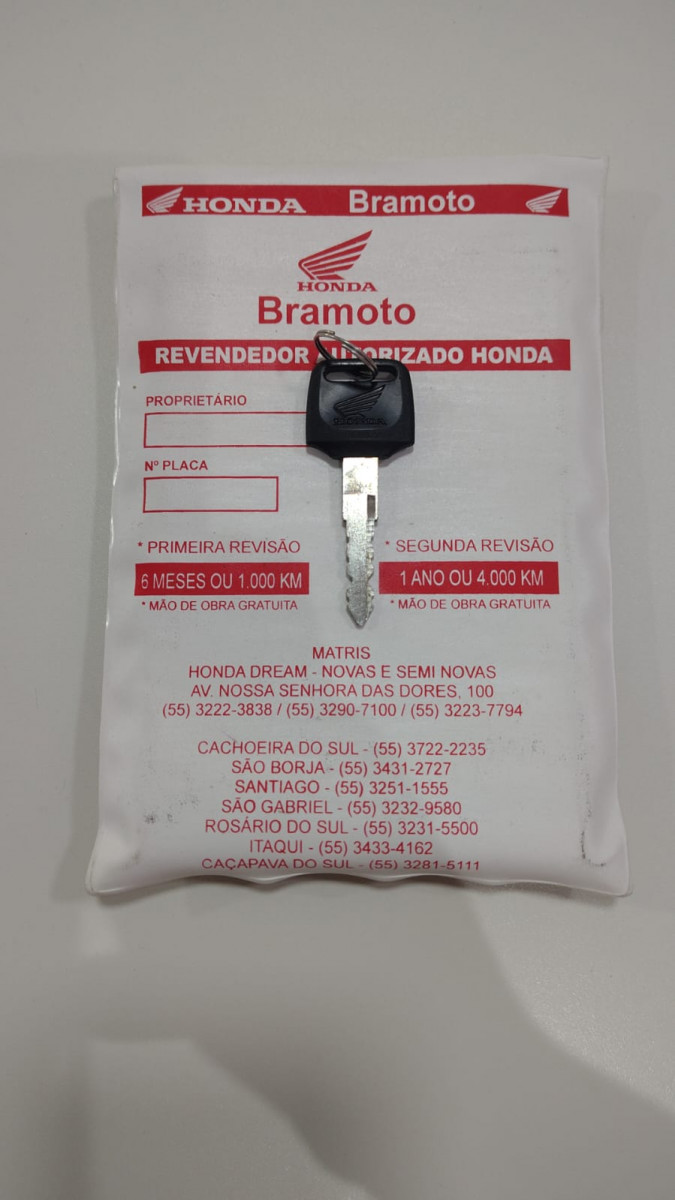 HONDA Bramoto
HONDA
Bramoto
REVENDEDOR AUTORIZADO HONDA
PROPRIETÁRIO
Nº PLACA
HONDA
* PRIMEIRA REVISÃO
6 MESES OU 1.000 KM
* MÃO DE OBRA GRATUITA
* SEGUNDA REVISÃO
1 ANO OU 4.000 KM
* MÃO DE OBRA GRATUITA
MATRIS
HONDA DREAM - NOVAS E SEMI NOVAS
AV. NOSSA SENHORA DAS DORES, 100
(55) 3222-3838 / (55) 3290-7100 / (55) 3223-7794
CACHOEIRA DO SUL - (55) 3722-2235
SÃO BORJA - (55) 3431-2727
SANTIAGO - (55) 3251-1555
SÃO GABRIEL - (55) 3232-9580
ROSÁRIO DO SUL - (55) 3231-5500
ITAQUI - (55) 3433-4162
CAÇAPAVA DO SUL - (55) 3281-5111